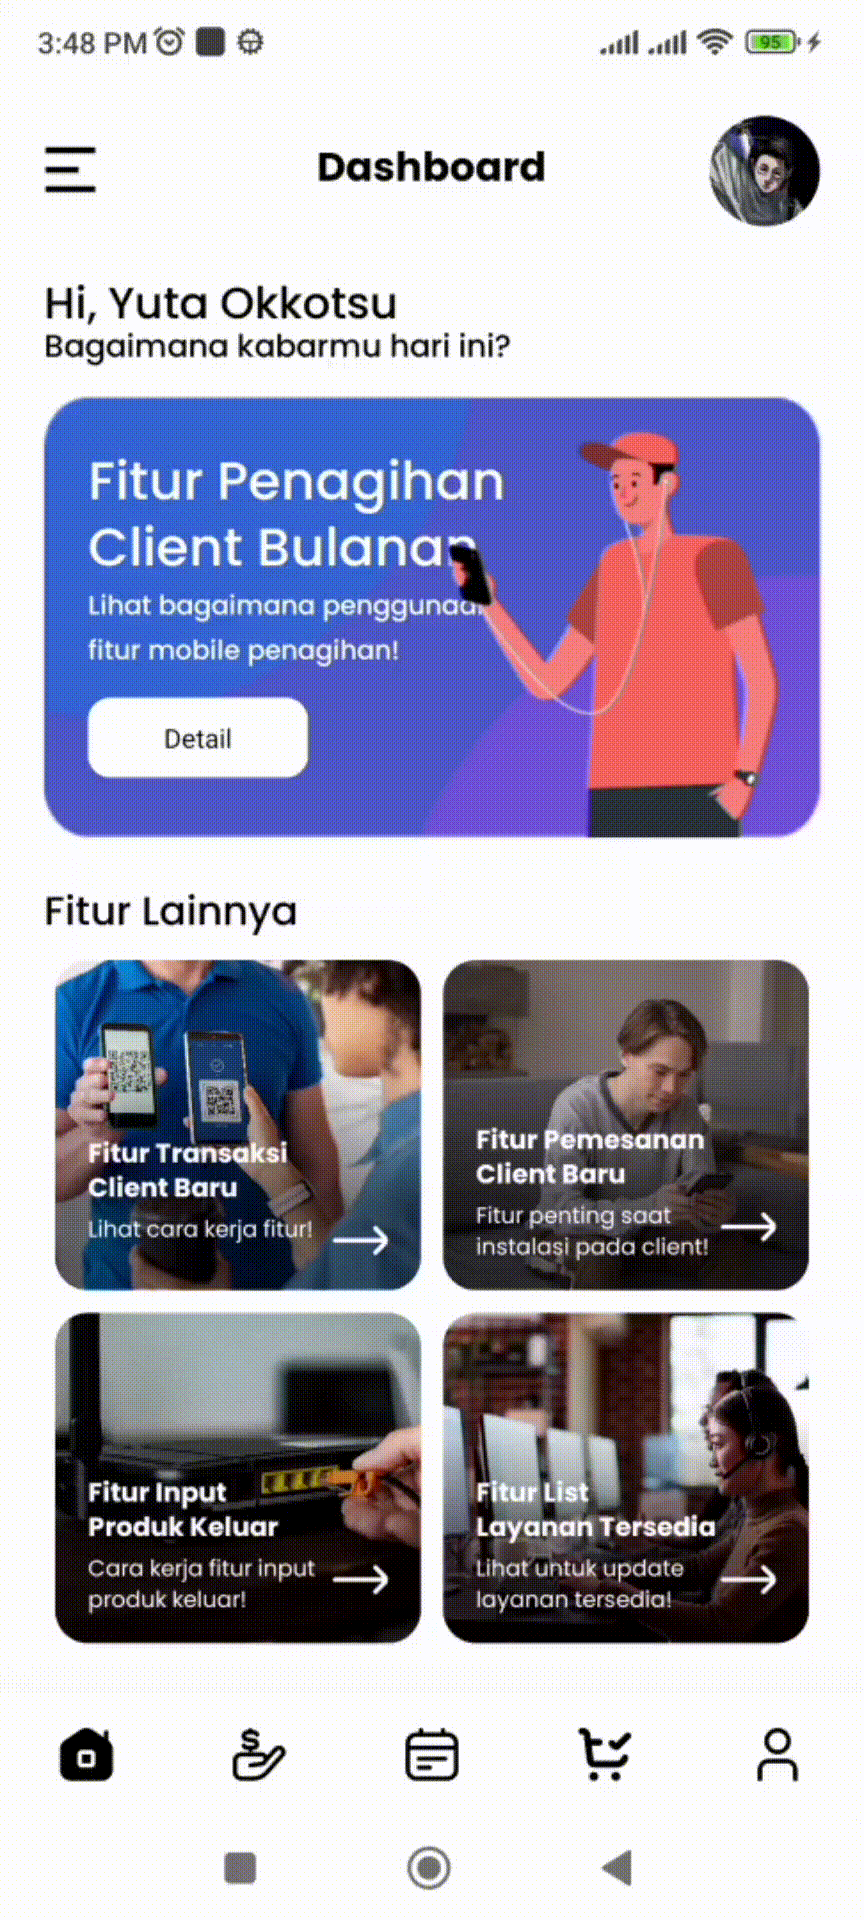 3:48 PM
95
Dashboard
Hi, Yuta Okkotsu
Bagaimana kabarmu hari ini?
Fitur Penagihan
Client Bulanan
Lihat bagaimana penggunaan
fitur mobile penagihan!
Detail
Fitur Lainnya
Fitur Transaksi
Client Baru
Lihat cara kerja fitur!
Fitur Pemesanan
Client Baru
Fitur penting saat
instalasi pada client!
Fitur Input
Produk Keluar
Cara kerja fitur input
produk keluar!
Fitur List
Layanan Tersedia
Lihat untuk update
layanan tersedia!